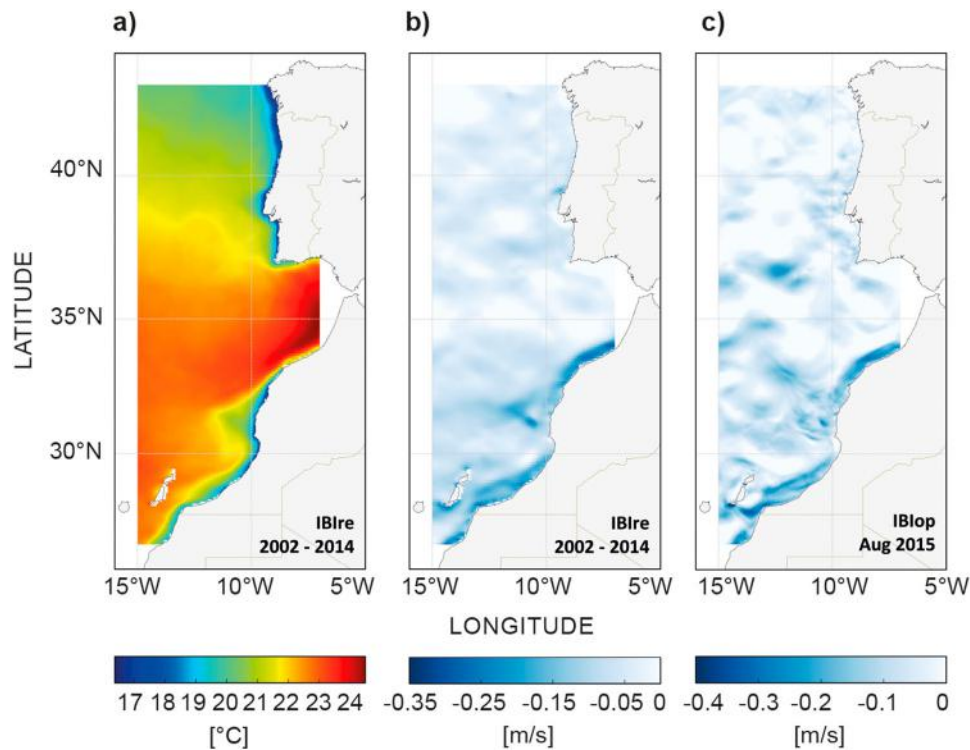 a)
b)
c)
LATITUDE
40°N
35°N
30°N
IBIre
2002 - 2014
IBIre
2002 - 2014
IBIop
Aug 2015
15°W 10°W 5°W
15°W 10°W 5°W
15°W 10°W 5°W
LONGITUDE
17 18 19 20 21 22 23 24
-0.35 -0.25 -0.15 -0.05 0
-0.4 -0.3 -0.2 -0.1 0
[°C]
[m/s]
[m/s]